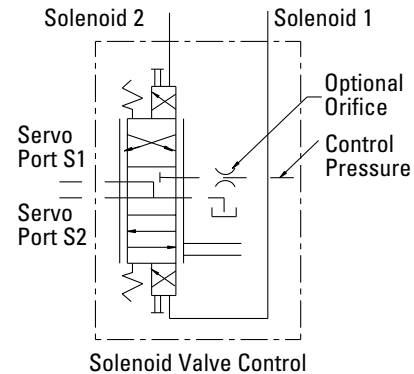 Solenoid 2
Solenoid 1
Optional
Orifice
Control
Pressure
Servo
Port S1
Servo
Port S2
Solenoid Valve Control